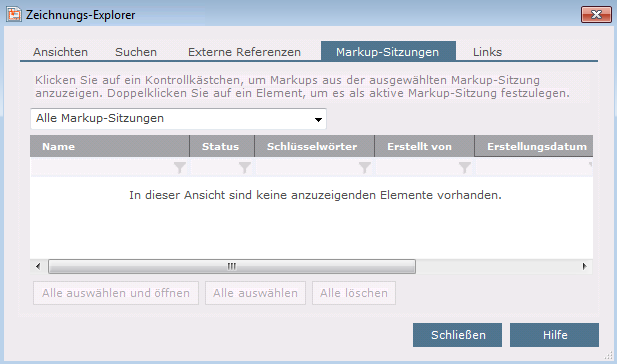 Zeichnungs-Explorer
Ansichten Suchen Externe Referenzen Markup-Sitzungen Links
Klicken Sie auf ein Kontrollkästchen, um Markups aus der ausgewählten Markup-Sitzung
anzuzeigen. Doppelklicken Sie auf ein Element, um es als aktive Markup-Sitzung festzulegen.
Alle Markup-Sitzungen
Name Status Schlüsselwörter Erstellt von Erstellungsdatum
In dieser Ansicht sind keine anzuzeigenden Elemente vorhanden.
Alle auswählen und öffnen Alle auswählen Alle löschen
Schließen Hilfe